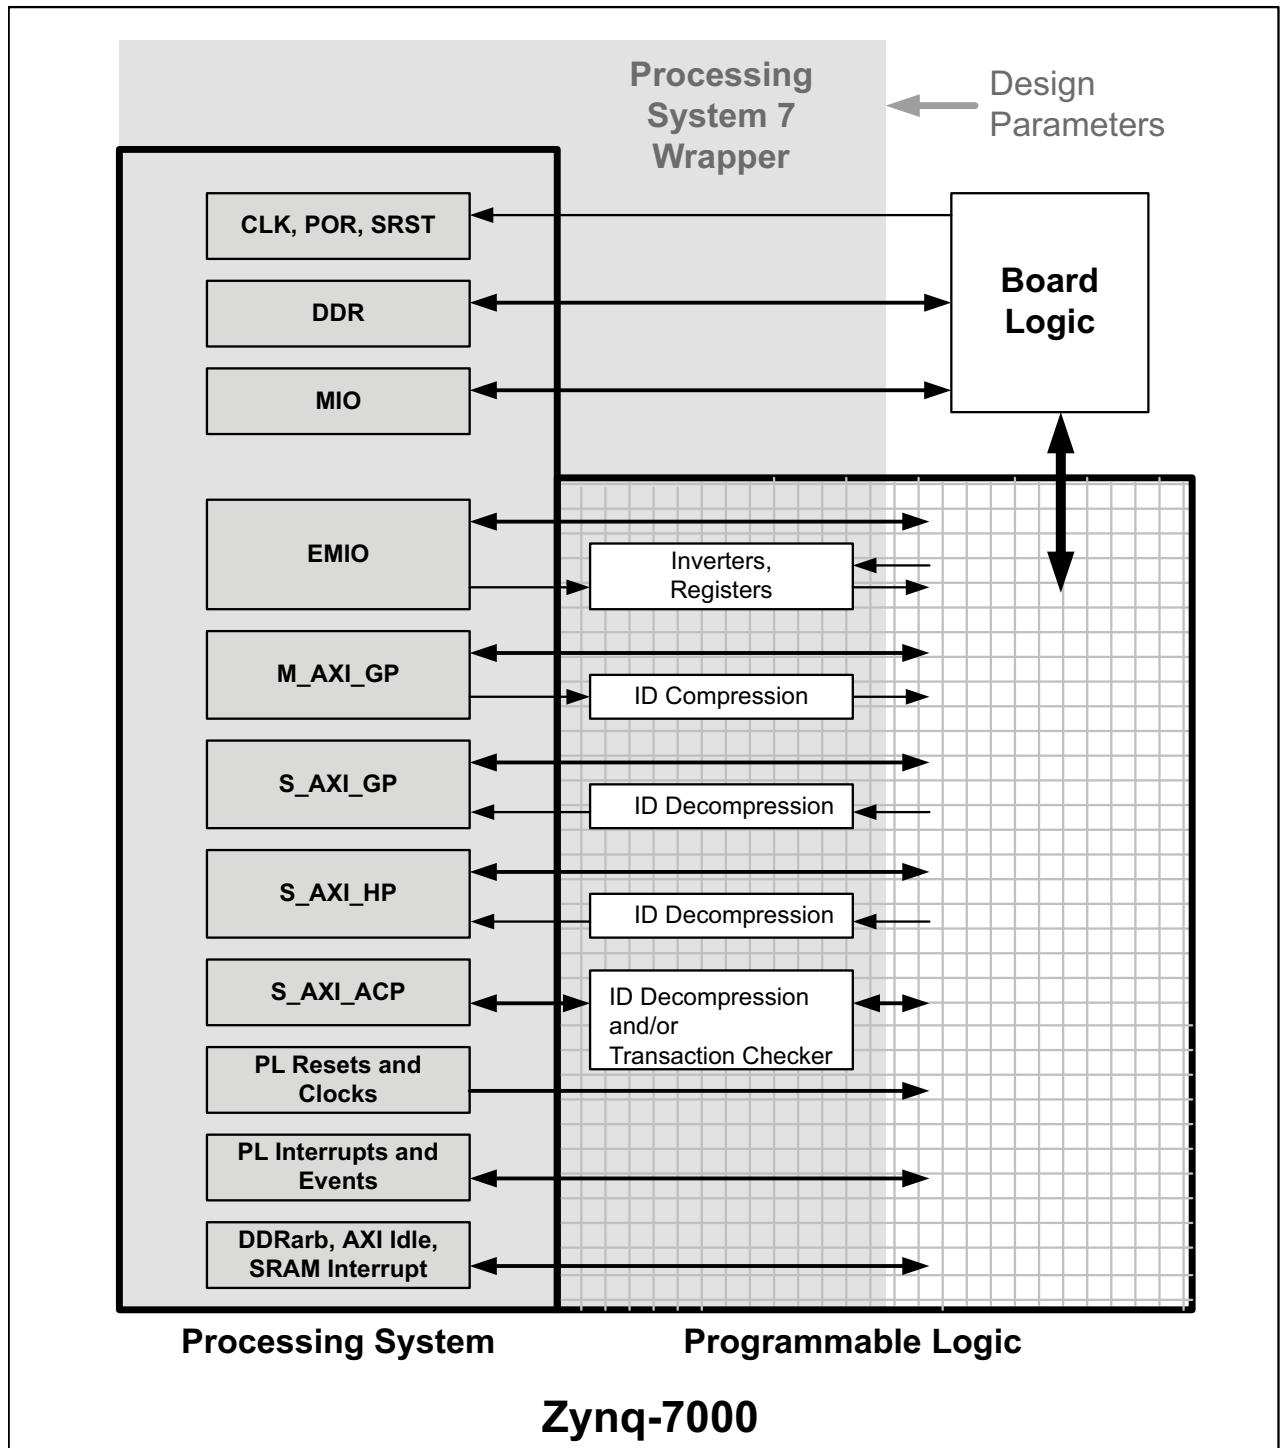 Processing
System 7
Wrapper
Design
Parameters
CLK, POR, SRST
DDR
MIO
Board
Logic
EMIO
Inverters,
Registers
M_AXI_GP
ID Compression
S_AXI_GP
ID Decompression
S_AXI_HP
ID Decompression
S_AXI_ACP
ID Decompression
and/or
Transaction Checker
PL Resets and
Clocks
PL Interrupts and
Events
DDRarb, AXI Idle,
SRAM Interrupt
Processing System
Programmable Logic
Zynq-7000